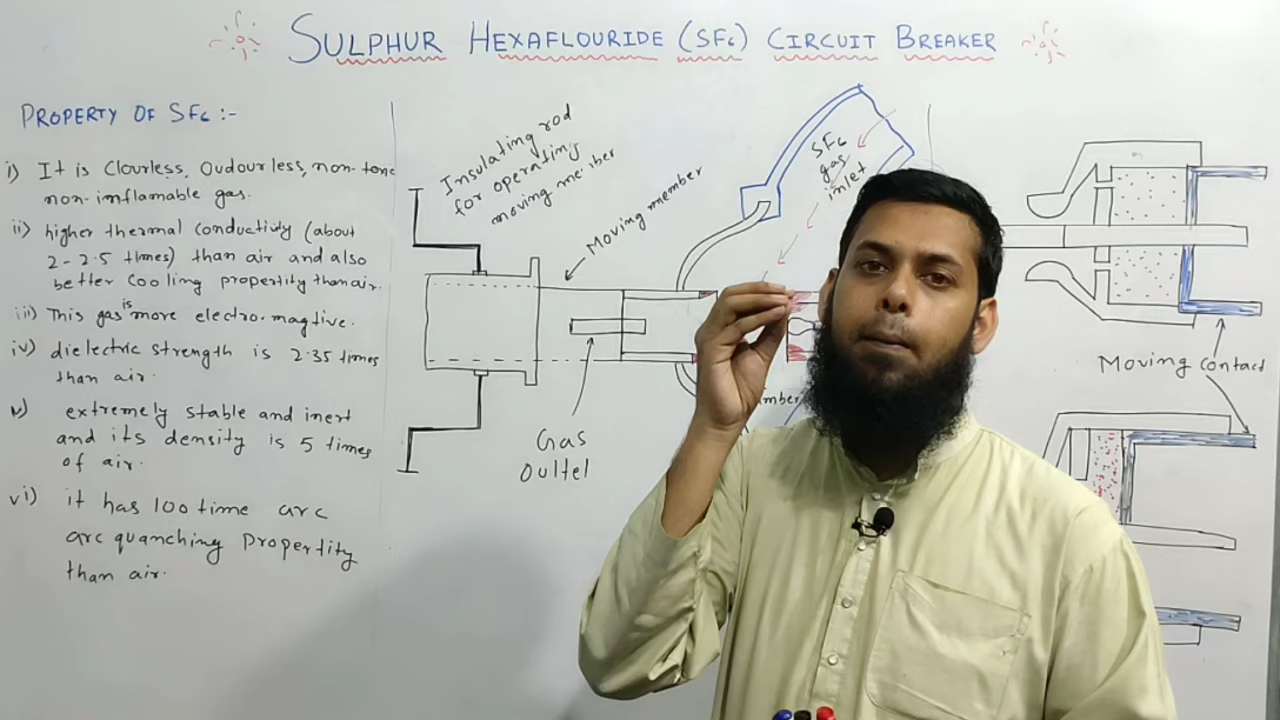 SULPHUR HEXAFLOURIDE (SF6) CIRCUIT BREAKER
PROPERTY OF SF6 :-
i) It is Clourless, Oudourless, non-toxic
non-inflamable gas.
ii) higher thermal conductivity (about
2-2.5 times) than air and also
better Cooling propertity than air.
iii) This gas is more electro-magtive.
iv) dielectric strength is 2.35 times
than air.
v) extremely stable and inert
and its density is 5 times
of air.
vi) it has 100 time arc
arc quanching Propertity
than air.
Insulating rod
for operating
moving member
Moving member
SF6
gas
inlet
Gas
Oultel
Moving contact